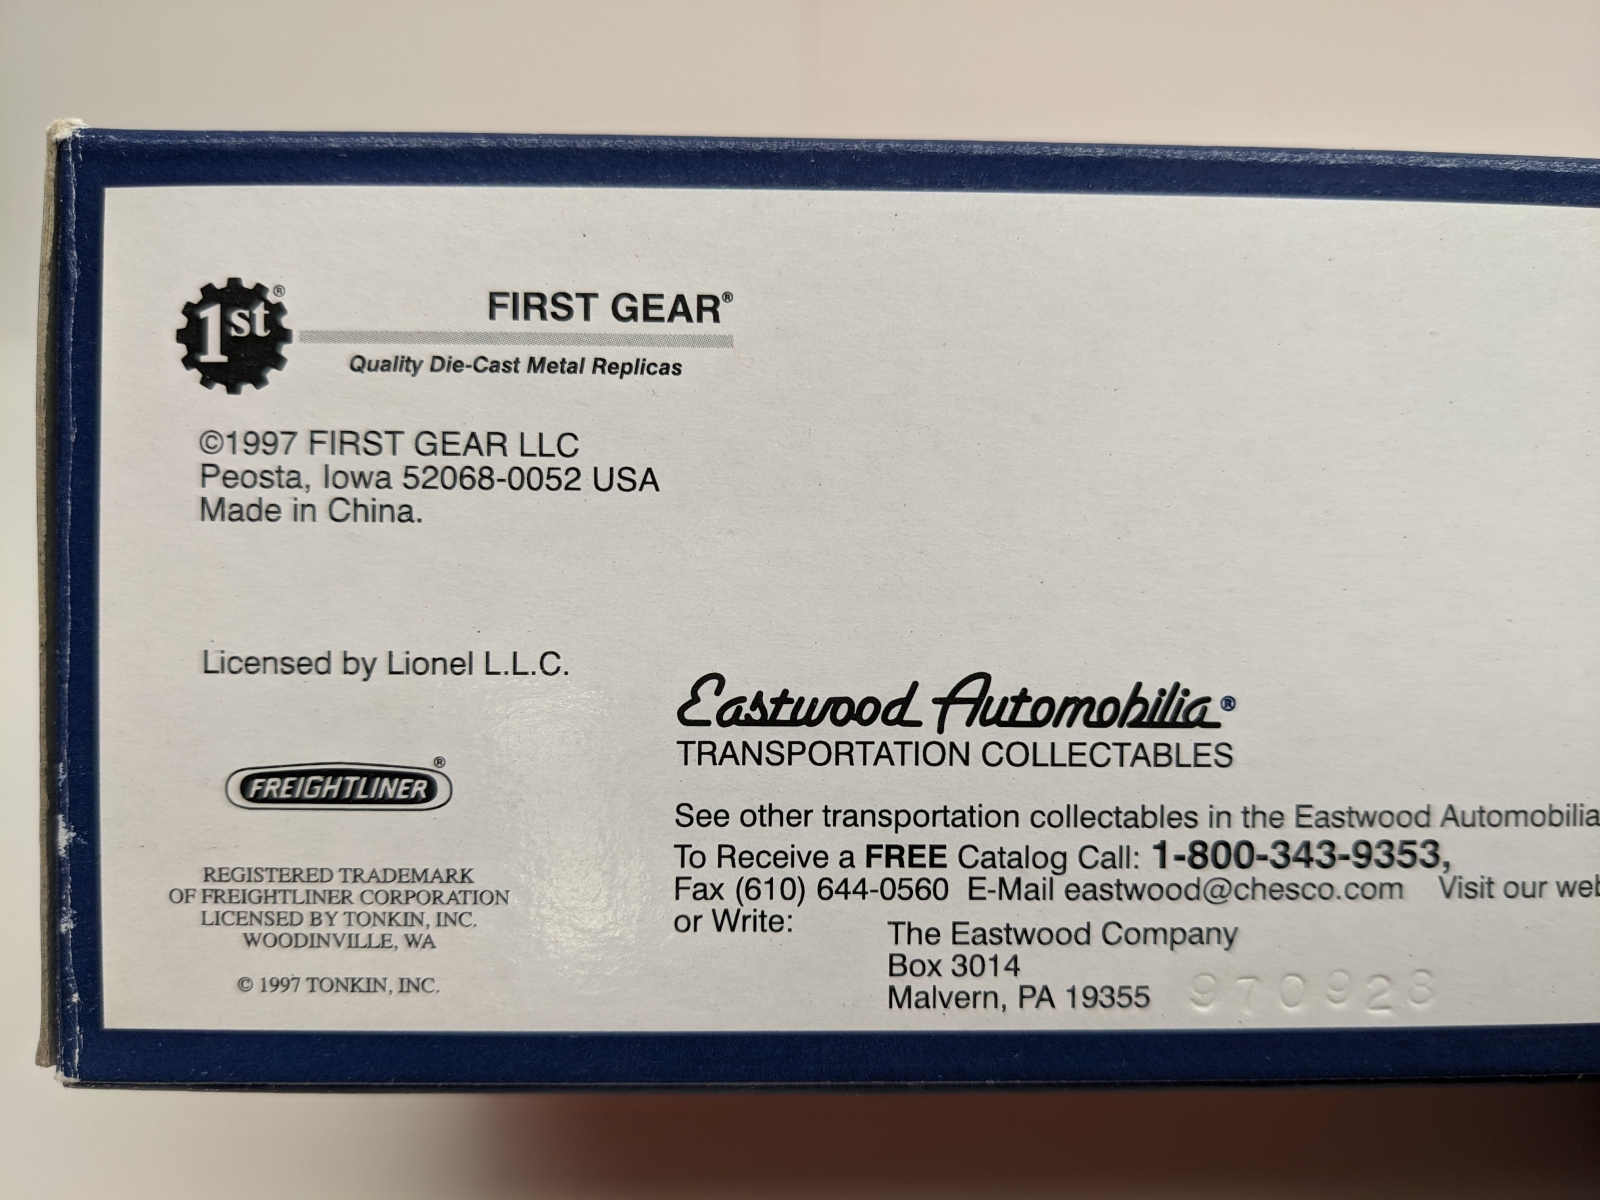 1st®
FIRST GEAR®
Quality Die-Cast Metal Replicas
©1997 FIRST GEAR LLC
Peosta, Iowa 52068-0052 USA
Made in China.
Licensed by Lionel L.L.C.
FREIGHTLINER®
REGISTERED TRADEMARK
OF FREIGHTLINER CORPORATION
LICENSED BY TONKIN, INC.
WOODINVILLE, WA
© 1997 TONKIN, INC.
Eastwood Automobilia®
TRANSPORTATION COLLECTABLES
See other transportation collectables in the Eastwood Automobilia
To Receive a FREE Catalog Call: 1-800-343-9353,
Fax (610) 644-0560 E-Mail eastwood@chesco.com Visit our web
or Write:
The Eastwood Company
Box 3014
Malvern, PA 19355
970928